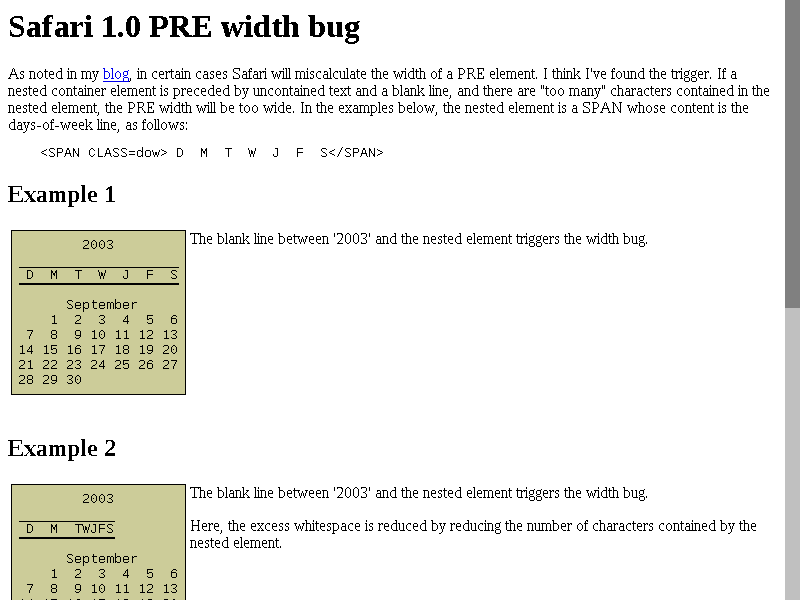 Safari 1.0 PRE width bug
As noted in my blog, in certain cases Safari will miscalculate the width of a PRE element. I think I've found the trigger. If a
nested container element is preceded by uncontained text and a blank line, and there are "too many" characters contained in the
nested element, the PRE width will be too wide. In the examples below, the nested element is a SPAN whose content is the
days-of-week line, as follows:
<SPAN CLASS=dow> D  M  T  W  J  F  S</SPAN>
Example 1
2003
D  M  T  W  J  F  S
September
1  2  3  4  5  6
7  8  9 10 11 12 13
14 15 16 17 18 19 20
21 22 23 24 25 26 27
28 29 30
The blank line between '2003' and the nested element triggers the width bug.
Example 2
2003
D  M  TWJFS
September
1  2  3  4  5  6
7  8  9 10 11 12 13
The blank line between '2003' and the nested element triggers the width bug.
Here, the excess whitespace is reduced by reducing the number of characters contained by the
nested element.